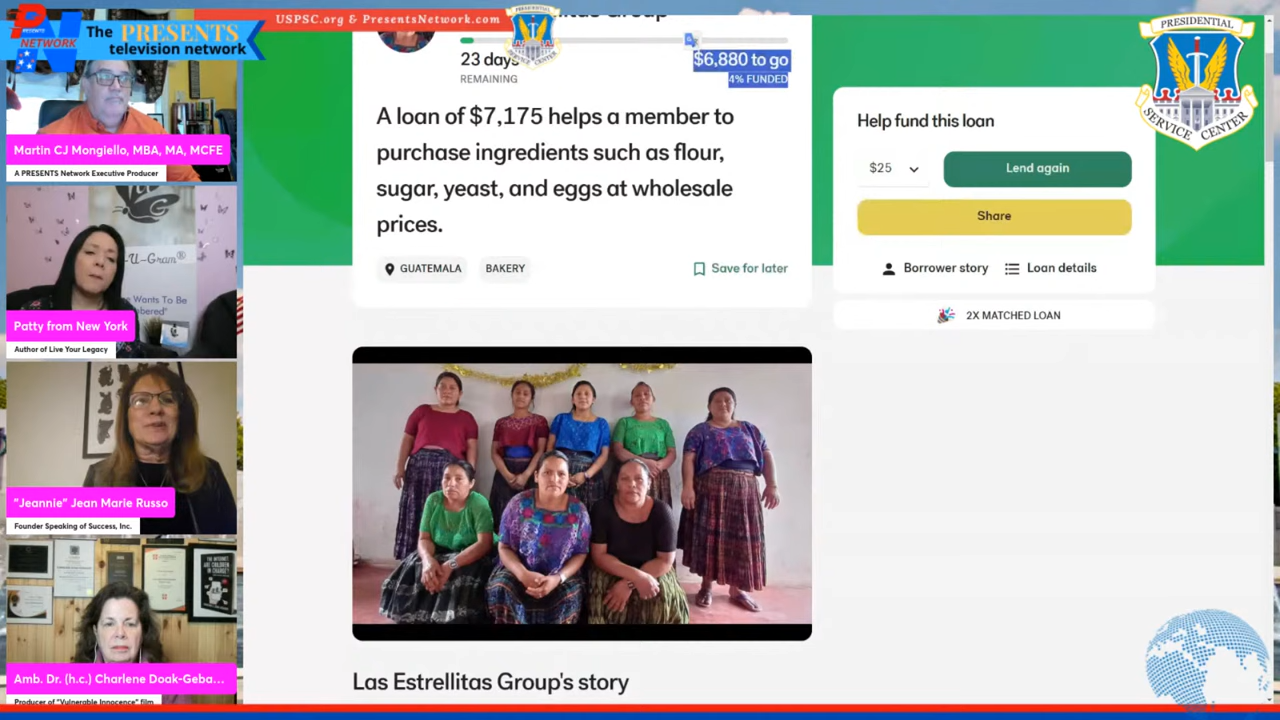 USPSC.org & PresentsNetwork.com
PRESENTS
NETWORK
The PRESENTS
television network
PRESIDENTIAL
SERVICE CENTER
Martin CJ Mongiello, MBA, MA, MCFE
A PRESENTS Network Executive Producer
-U-Gram®
e Wants To Be
Patty from New York
Author of Live Your Legacy
"Jeannie" Jean Marie Russo
Founder Speaking of Success, Inc.
Amb. Dr. (h.c.) Charlene Doak-Geba...
Producer of "Vulnerable Innocence" film
23 days
REMAINING
$6,880 to go
4% FUNDED
A loan of $7,175 helps a member to
purchase ingredients such as flour,
sugar, yeast, and eggs at wholesale
prices.
GUATEMALA
BAKERY
Save for later
Help fund this loan
$25
Lend again
Share
Borrower story
Loan details
2X MATCHED LOAN
Las Estrellitas Group's story